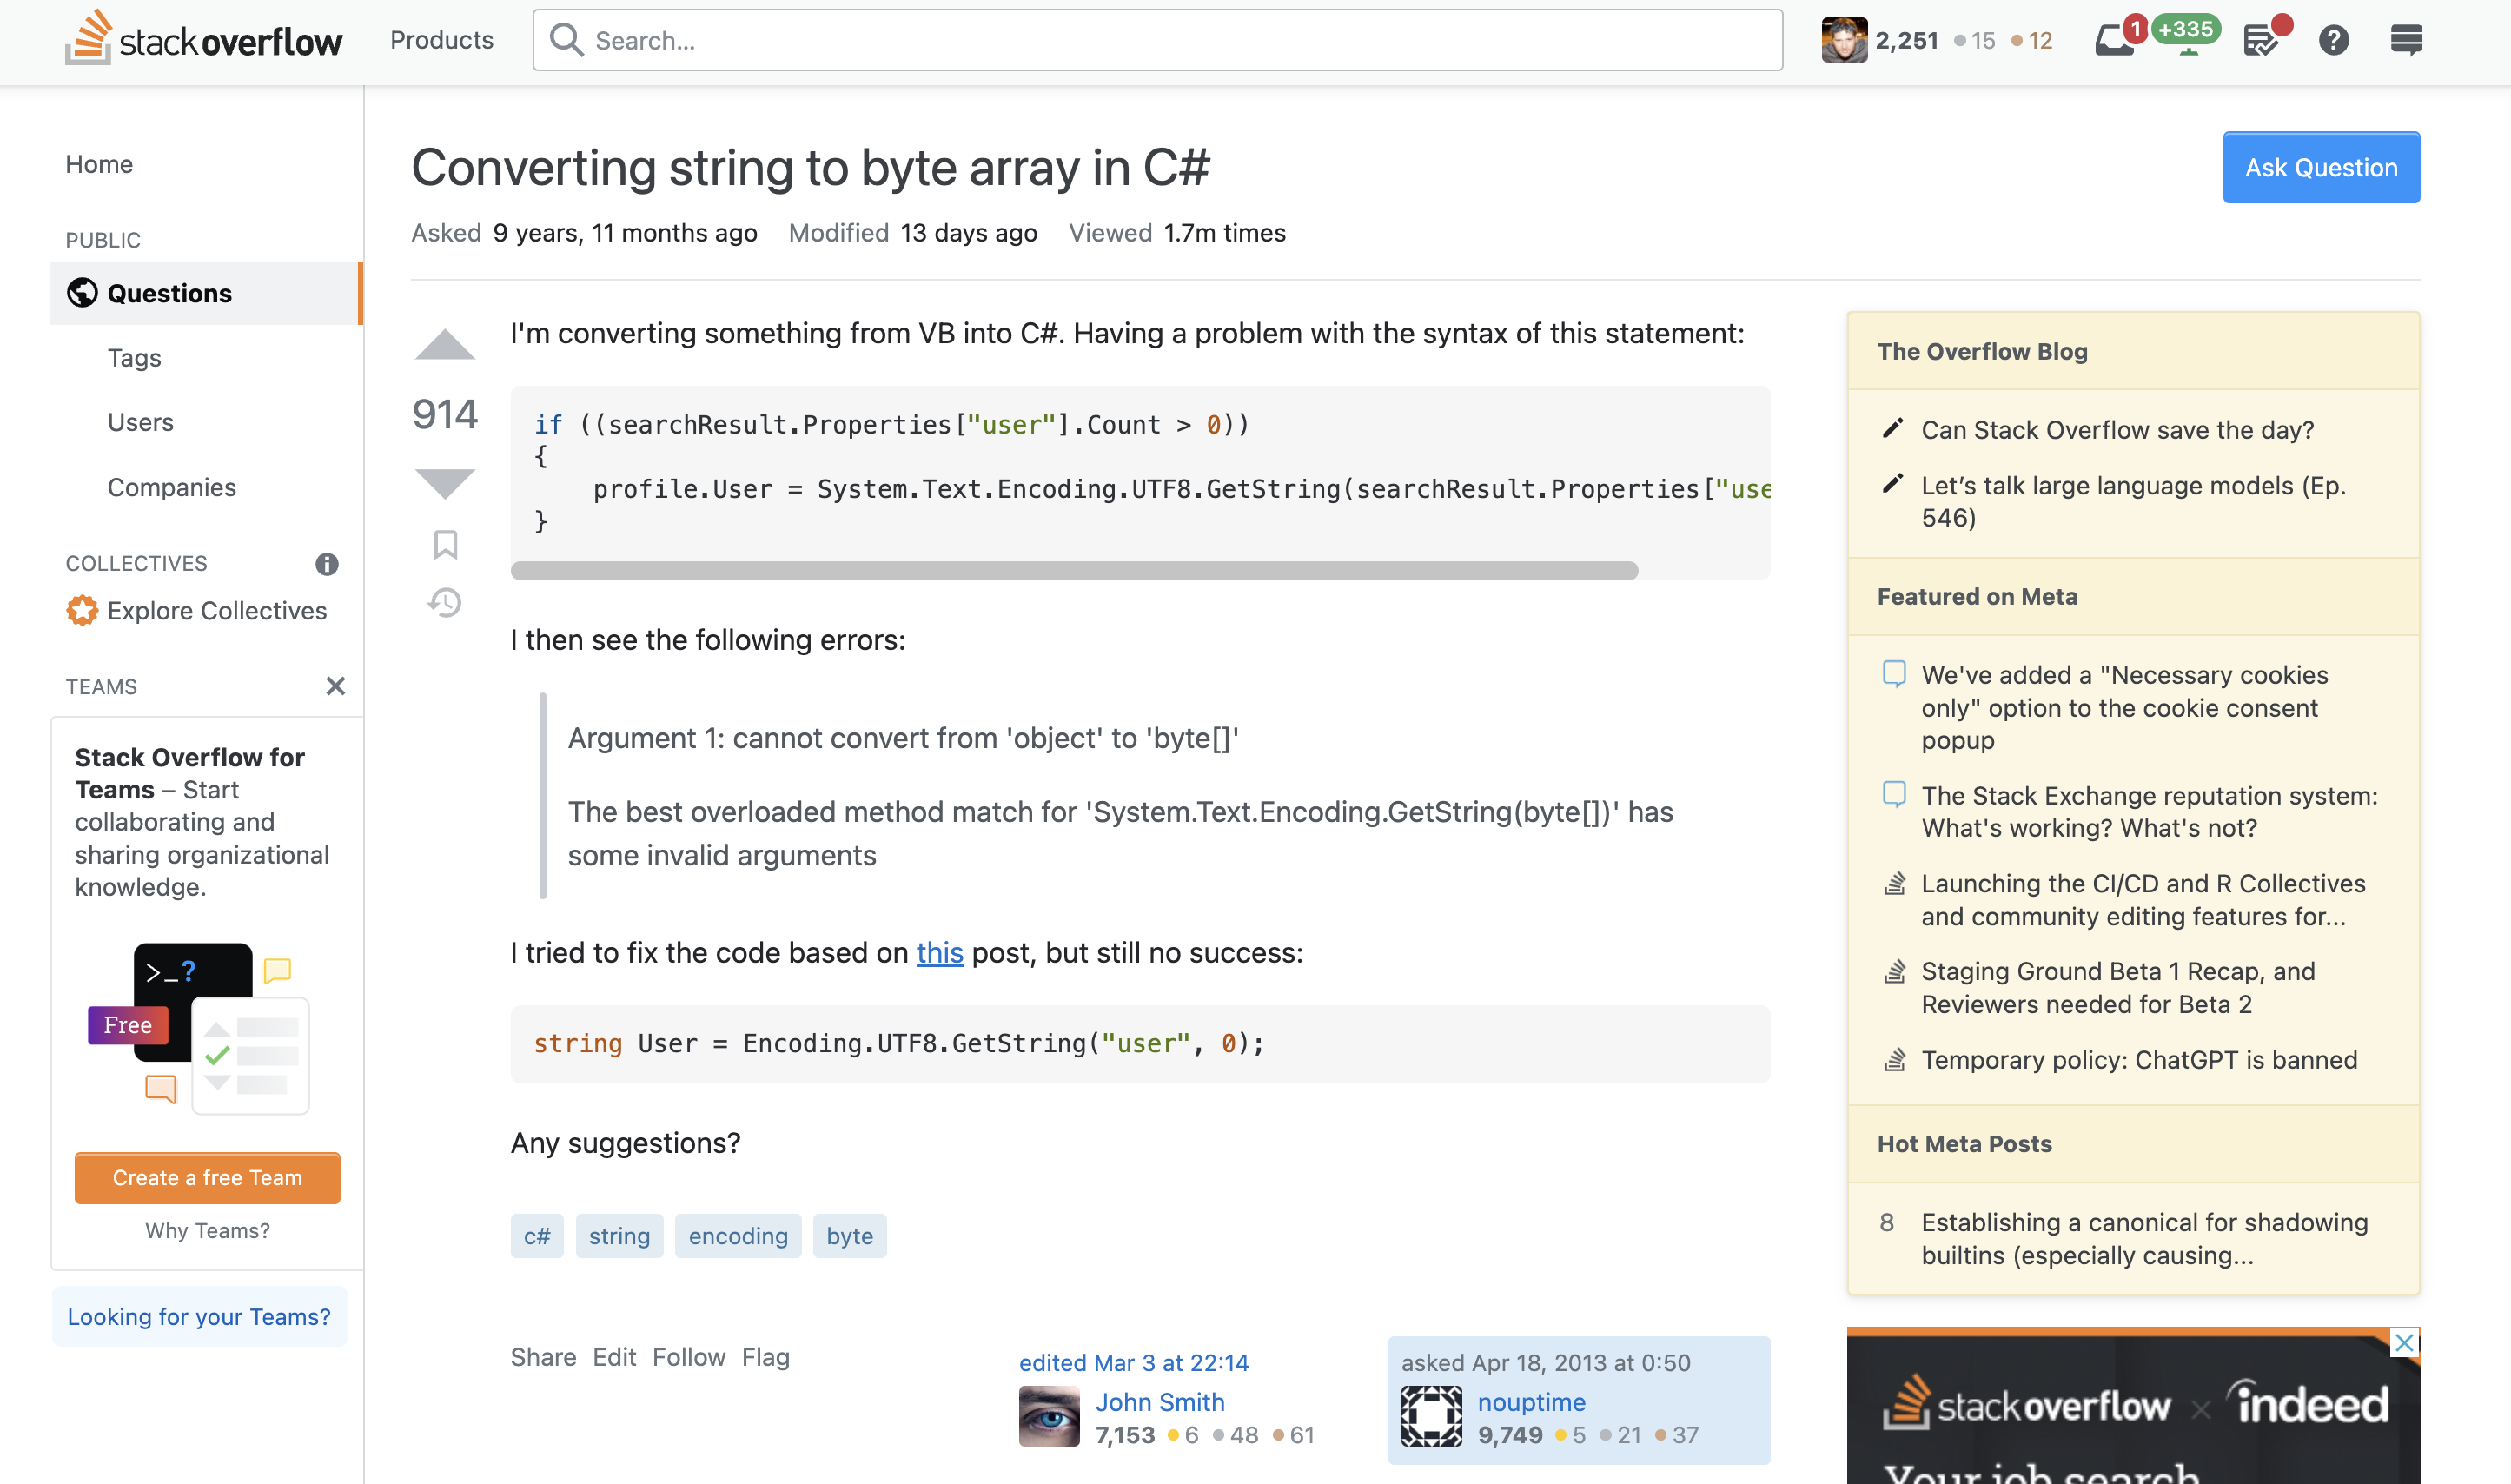 stackoverflow
Products
Search...
2,251 15 12
1
+335
Home
PUBLIC
Questions
Tags
Users
Companies
COLLECTIVES
Explore Collectives
TEAMS
Stack Overflow for
Teams – Start
collaborating and
sharing organizational
knowledge.
>_?
Free
Create a free Team
Why Teams?
Looking for your Teams?
Converting string to byte array in C#
Ask Question
Asked 9 years, 11 months ago Modified 13 days ago Viewed 1.7m times
914
I'm converting something from VB into C#. Having a problem with the syntax of this statement:
if ((searchResult.Properties["user"].Count > 0))
{
    profile.User = System.Text.Encoding.UTF8.GetString(searchResult.Properties["use
}
I then see the following errors:
Argument 1: cannot convert from 'object' to 'byte[]'
The best overloaded method match for 'System.Text.Encoding.GetString(byte[])' has
some invalid arguments
I tried to fix the code based on this post, but still no success:
string User = Encoding.UTF8.GetString("user", 0);
Any suggestions?
c# string encoding byte
Share Edit Follow Flag
edited Mar 3 at 22:14
John Smith
7,153 6 48 61
asked Apr 18, 2013 at 0:50
nouptime
9,749 5 21 37
The Overflow Blog
Can Stack Overflow save the day?
Let’s talk large language models (Ep.
546)
Featured on Meta
We've added a "Necessary cookies
only" option to the cookie consent
popup
The Stack Exchange reputation system:
What's working? What's not?
Launching the CI/CD and R Collectives
and community editing features for...
Staging Ground Beta 1 Recap, and
Reviewers needed for Beta 2
Temporary policy: ChatGPT is banned
Hot Meta Posts
8 Establishing a canonical for shadowing
builtins (especially causing...
stackoverflow × indeed
Your job search